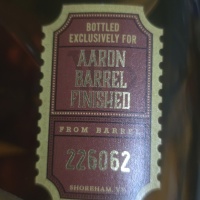 BOTTLED
EXCLUSIVELY FOR
AARON
BARREL
FINISHED
FROM BARREL
226062
SHOREHAM, VT